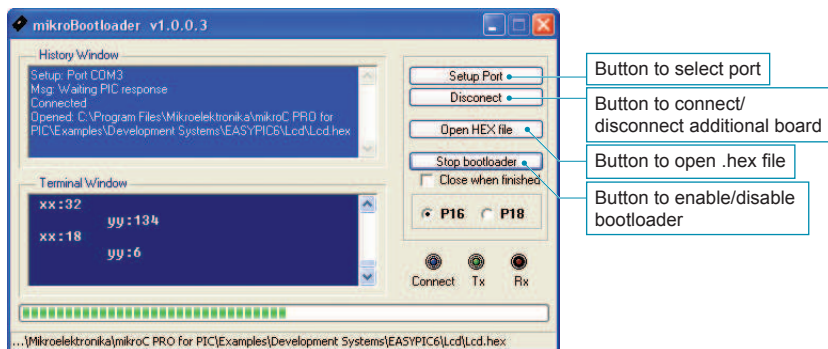 mikroBootloader v1.0.0.3
History Window
Setup: Port COM3
Msg: Waiting PIC response
Connected
Opened: C:\Program Files\Mikroelektronika\mikroC PRO for
PIC\Examples\Development Systems\EASYPIC6\Lcd\Lcd.hex
Terminal Window
xx:32
yy:134
xx:18
yy:6
Setup Port
Disconect
Open HEX file
Stop bootloader
Close when finished
P16 P18
Connect Tx Rx
...\Mikroelektronika\mikroC PRO for PIC\Examples\Development Systems\EASYPIC6\Lcd\Lcd.hex
Button to select port
Button to connect/
disconnect additional board
Button to open .hex file
Button to enable/disable
bootloader